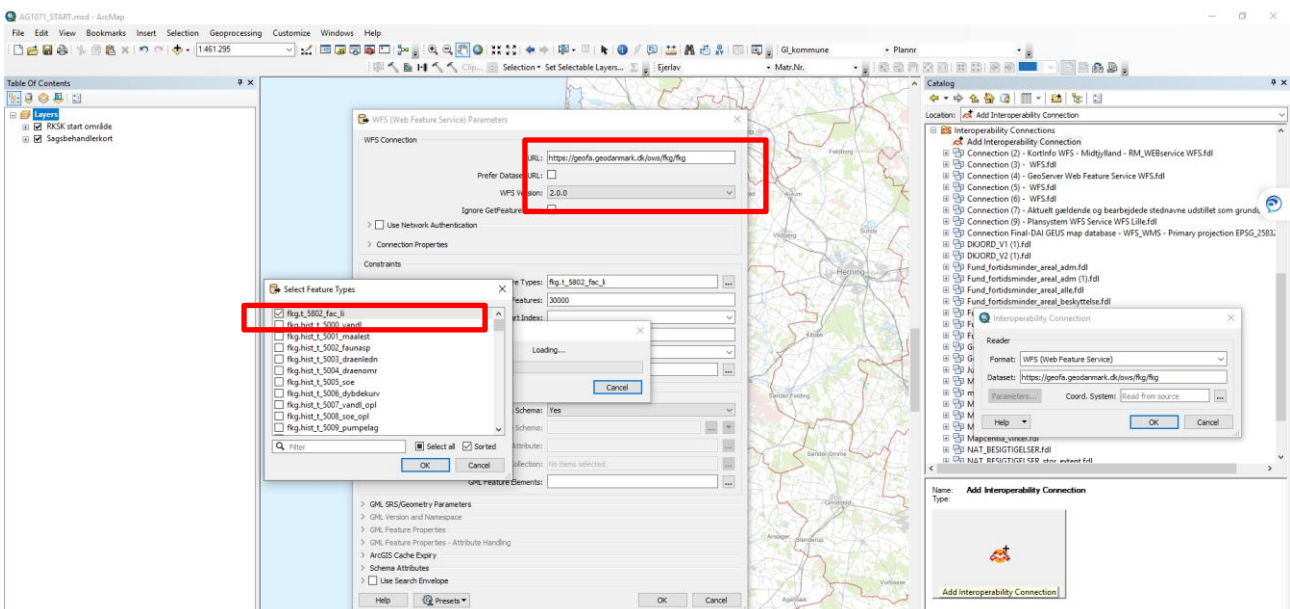 AG1071_START.mxd - ArcMap
File Edit View Bookmarks Insert Selection Geoprocessing Customize Windows Help
1:461.295
GI_kommune
Plannr
Clip...
Selection
Set Selectable Layers...
Ejerlav
Matr.Nr.
Table Of Contents
Layers
RKSK start område
Sagsbehandlerkort
WFS (Web Feature Service) Parameters
WFS Connection
URL: https://geofa.geodanmark.dk/ows/fkg/fkg
Prefer Dataset URL:
WFS Version: 2.0.0
Ignore GetFeature
Use Network Authentication
Connection Properties
Constraints
re Types: fkg.t_5802_fac_li
Features: 30000
rt Index:
Schema: Yes
Schema:
Attribute:
ollection: No items selected.
GML Feature Elements:
GML SRS/Geometry Parameters
GML Version and Namespace
GML Feature Properties
GML Feature Properties - Attribute Handling
ArcGIS Cache Expiry
Schema Attributes
Use Search Envelope
Help Presets OK Cancel
Select Feature Types
fkg.t_5802_fac_li
fkg.hist_t_5000_vandl
fkg.hist_t_5001_maalest
fkg.hist_t_5002_faunasp
fkg.hist_t_5003_draenledn
fkg.hist_t_5004_draenomr
fkg.hist_t_5005_soe
fkg.hist_t_5006_dybdekurv
fkg.hist_t_5007_vandl_opl
fkg.hist_t_5008_soe_opl
fkg.hist_t_5009_pumpelag
Filter Select all Sorted
OK Cancel
Loading....
Cancel
Herning
Sønder Felding
Catalog
Location: Add Interoperability Connection
Interoperability Connections
Add Interoperability Connection
Connection (2) - KortInfo WFS - Midtjylland - RM_WEBservice WFS.fdl
Connection (3) - WFS.fdl
Connection (4) - GeoServer Web Feature Service WFS.fdl
Connection (5) - WFS.fdl
Connection (6) - WFS.fdl
Connection (7) - Aktuelt gældende og bearbejdede stednavne udstillet som grundd
Connection (9) - Plansystem WFS Service WFS Lille.fdl
Connection Final-DAI GEUS map database - WFS_WMS - Primary projection EPSG_2583
DKJORD_V1 (1).fdl
DKJORD_V2 (1).fdl
Fund_fortidsminder_areal_adm.fdl
Fund_fortidsminder_areal_adm (1).fdl
Fund_fortidsminder_areal_alle.fdl
Fund_fortidsminder_areal_beskyttelse.fdl
Mapcentia_virker.fdl
NAT_BESIGTIGELSER.fdl
NAT_BESIGTIGELSER_stor_extent.fdl
Interoperability Connection
Reader
Format: WFS (Web Feature Service)
Dataset: https://geofa.geodanmark.dk/ows/fkg/fkg
Parameters... Coord. System: Read from source
Help OK Cancel
Name: Add Interoperability Connection
Type:
Add Interoperability Connection